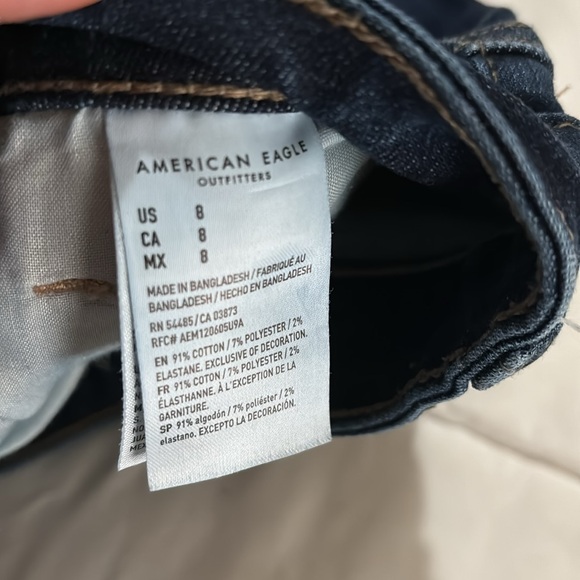 AMERICAN EAGLE
OUTFITTERS
US 8
CA 8
MX 8
MADE IN BANGLADESH / FABRIQUÉ AU
BANGLADESH / HECHO EN BANGLADESH
RN 54485 / CA 03873
RFC# AEM120605U9A
EN 91% COTTON / 7% POLYESTER / 2%
ELASTANE, EXCLUSIVE OF DECORATION.
FR 91% COTON / 7% POLYESTER / 2%
ÉLASTHANNE. À L'EXCEPTION DE LA
GARNITURE.
SP 91% algodón / 7% poliéster / 2%
elastano. EXCEPTO LA DECORACIÓN.